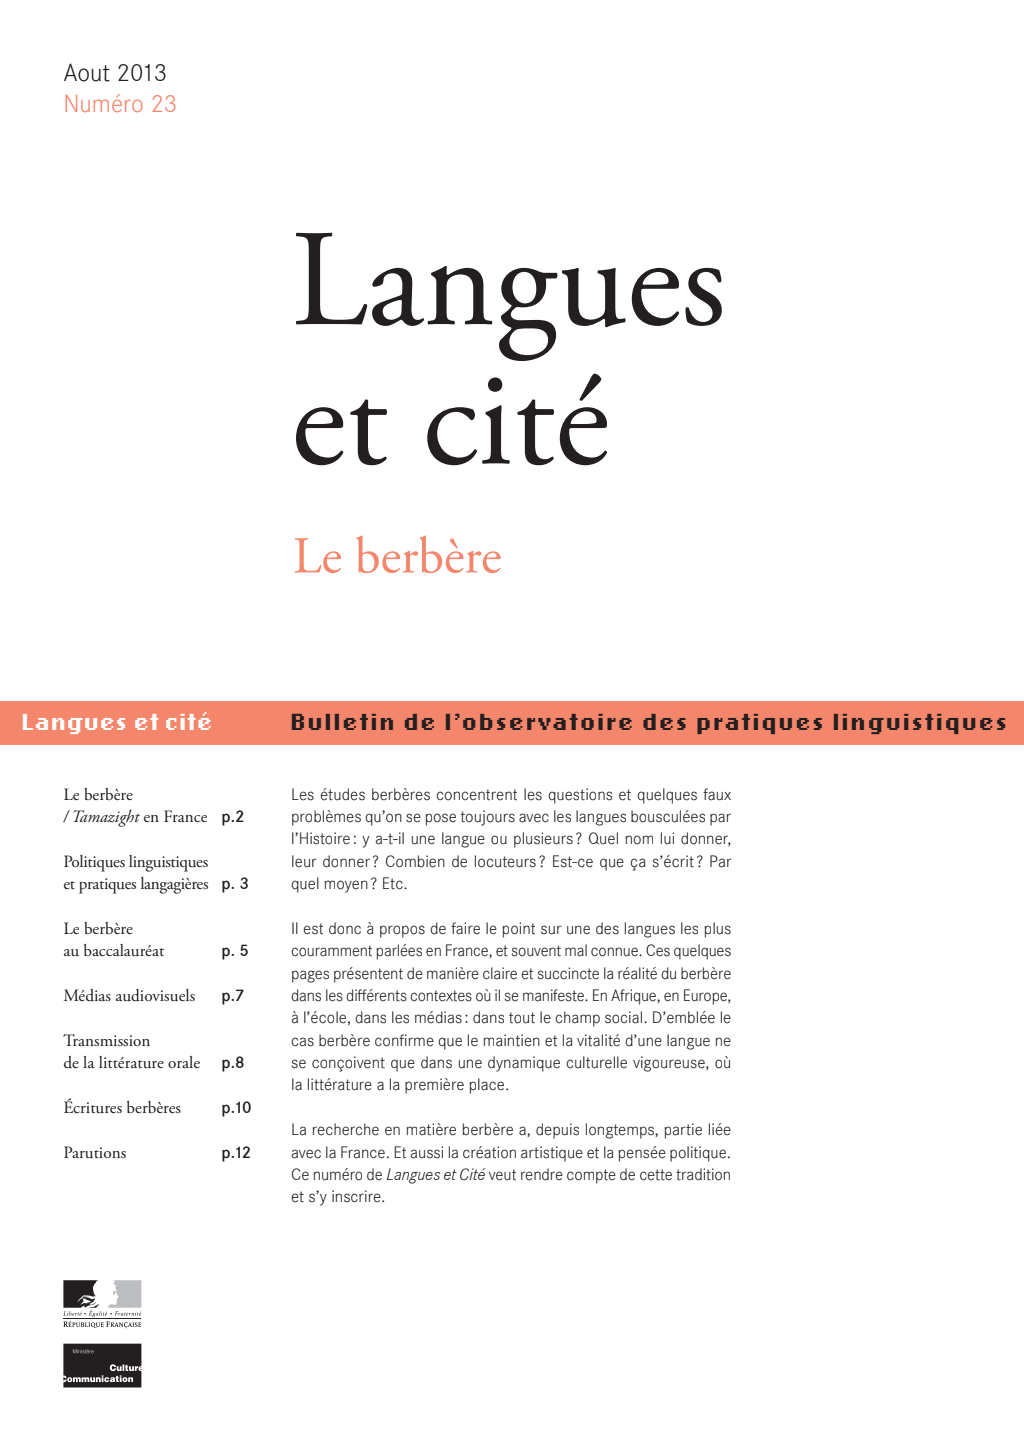 Aout 2013
Numéro 23
Langues
et cité
Le berbère
Langues et cité
Bulletin de l'observatoire des pratiques linguistiques
Le berbère
/ Tamazight en France p.2
Politiques linguistiques
et pratiques langagières p. 3
Le berbère
au baccalauréat p. 5
Médias audiovisuels p.7
Transmission
de la littérature orale p.8
Écritures berbères p.10
Parutions p.12
Les études berbères concentrent les questions et quelques faux
problèmes qu'on se pose toujours avec les langues bousculées par
l'Histoire : y a-t-il une langue ou plusieurs ? Quel nom lui donner,
leur donner ? Combien de locuteurs ? Est-ce que ça s'écrit ? Par
quel moyen ? Etc.
Il est donc à propos de faire le point sur une des langues les plus
couramment parlées en France, et souvent mal connue. Ces quelques
pages présentent de manière claire et succincte la réalité du berbère
dans les différents contextes où il se manifeste. En Afrique, en Europe,
à l'école, dans les médias : dans tout le champ social. D'emblée le
cas berbère confirme que le maintien et la vitalité d'une langue ne
se conçoivent que dans une dynamique culturelle vigoureuse, où
la littérature a la première place.
La recherche en matière berbère a, depuis longtemps, partie liée
avec la France. Et aussi la création artistique et la pensée politique.
Ce numéro de Langues et Cité veut rendre compte de cette tradition
et s'y inscrire.
Liberté • Égalité • Fraternité
RÉPUBLIQUE FRANÇAISE
Ministère
Culture
Communication